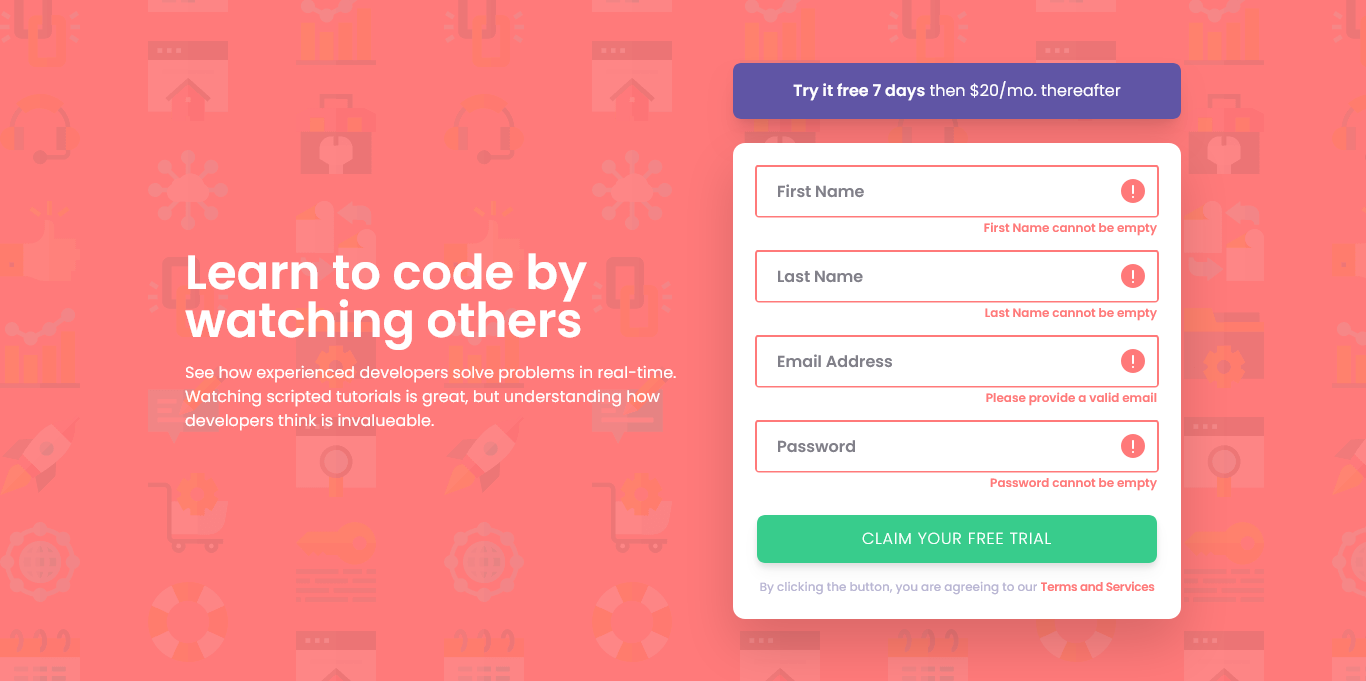 Learn to code by
watching others
See how experienced developers solve problems in real-time.
Watching scripted tutorials is great, but understanding how
developers think is invalueable.
Try it free 7 days then $20/mo. thereafter
First Name
First Name cannot be empty
Last Name
Last Name cannot be empty
Email Address
Please provide a valid email
Password
Password cannot be empty
CLAIM YOUR FREE TRIAL
By clicking the button, you are agreeing to our Terms and Services